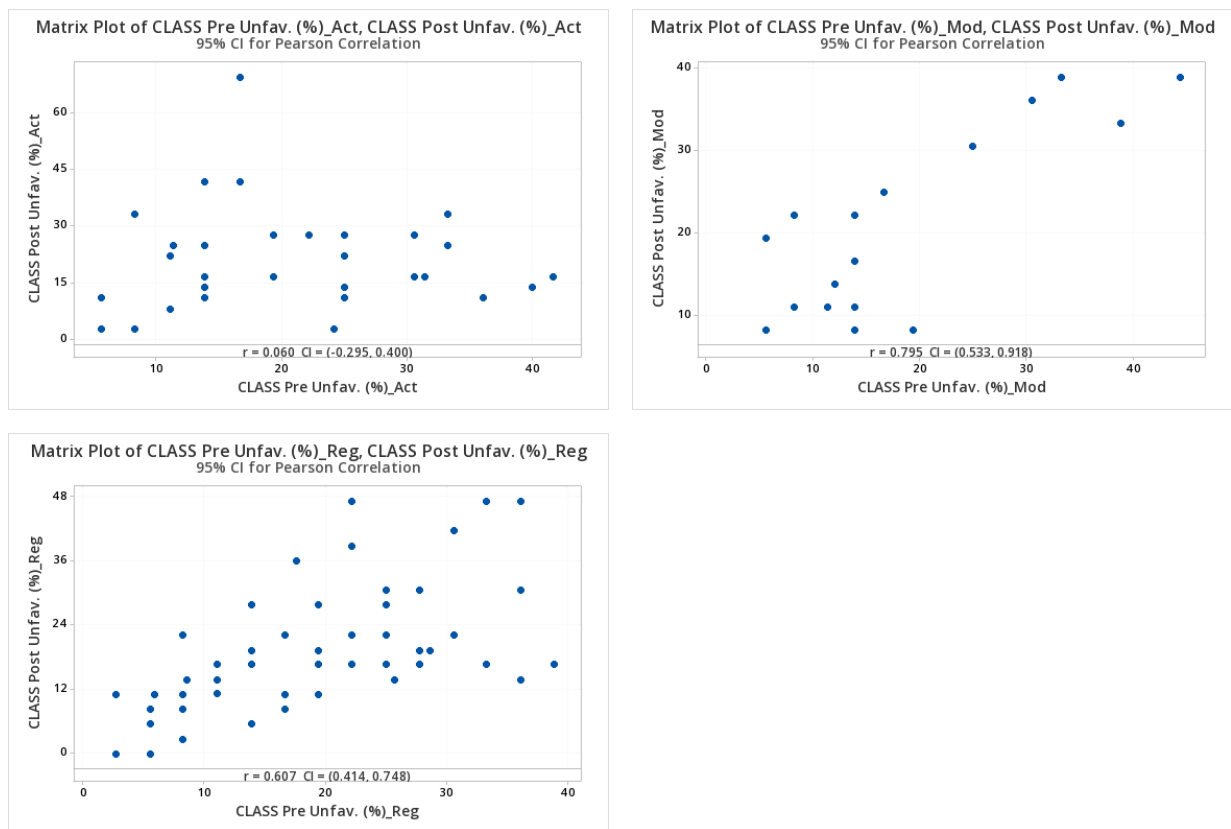 Matrix Plot of CLASS Pre Unfav. (%)_Act, CLASS Post Unfav. (%)_Act
95% CI for Pearson Correlation
CLASS Post Unfav. (%)_Act
60
45
30
15
0
r = 0.060 CI = (-0.295, 0.400)
10
20
30
40
CLASS Pre Unfav. (%)_Act
Matrix Plot of CLASS Pre Unfav. (%)_Mod, CLASS Post Unfav. (%)_Mod
95% CI for Pearson Correlation
CLASS Post Unfav. (%)_Mod
40
30
20
10
r = 0.795 CI = (0.533, 0.918)
0
10
20
30
40
CLASS Pre Unfav. (%)_Mod
Matrix Plot of CLASS Pre Unfav. (%)_Reg, CLASS Post Unfav. (%)_Reg
95% CI for Pearson Correlation
CLASS Post Unfav. (%)_Reg
48
36
24
12
0
r = 0.607 CI = (0.414, 0.748)
0
10
20
30
40
CLASS Pre Unfav. (%)_Reg